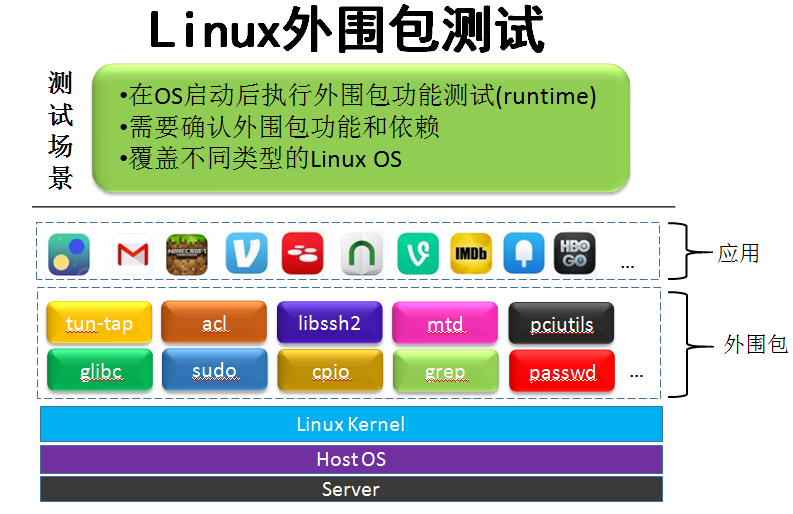 Linux外围包测试
测试场景
•在OS启动后执行外围包功能测试(runtime)
•需要确认外围包功能和依赖
•覆盖不同类型的Linux OS
MINECRAFT
IMDb
HBO
GO
...
应用
tun-tap
acl
libssh2
mtd
pciutils
glibc
sudo
cpio
grep
passwd
...
外围包
Linux Kernel
Host OS
Server